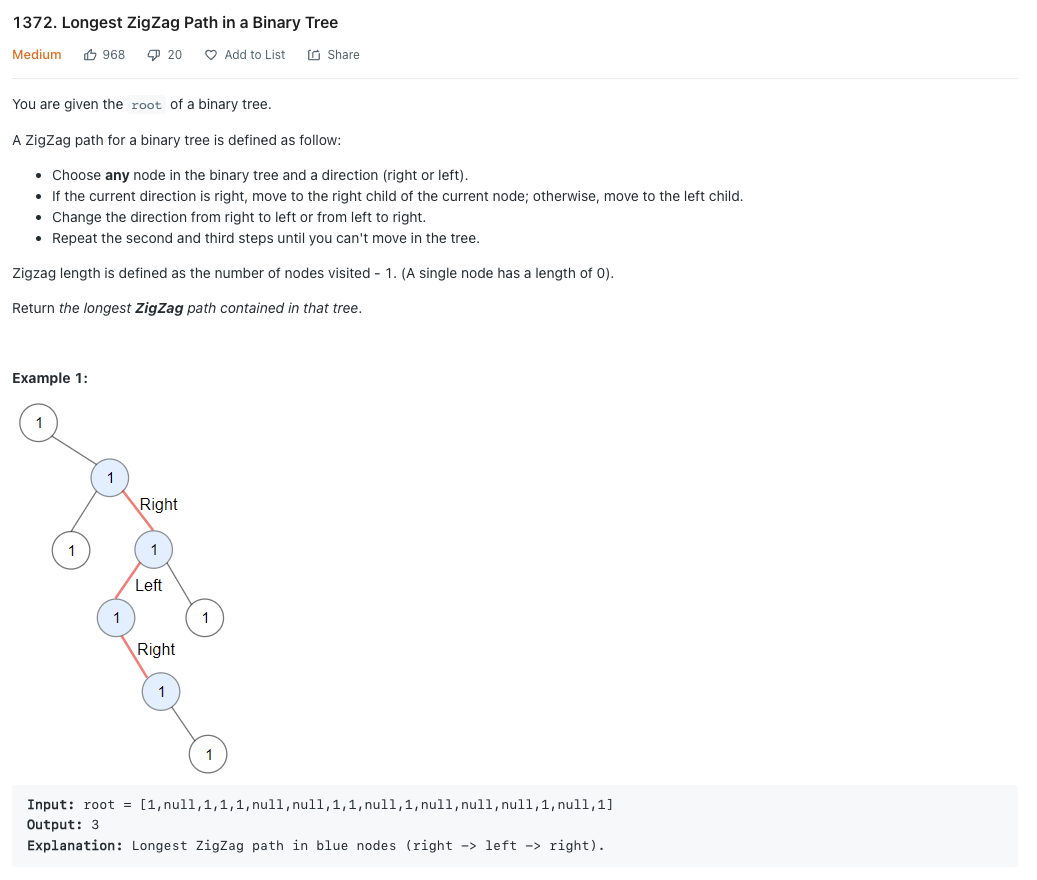 1372. Longest ZigZag Path in a Binary Tree
Medium 968 20 Add to List Share
You are given the root of a binary tree.
A ZigZag path for a binary tree is defined as follow:
• Choose any node in the binary tree and a direction (right or left).
• If the current direction is right, move to the right child of the current node; otherwise, move to the left child.
• Change the direction from right to left or from left to right.
• Repeat the second and third steps until you can't move in the tree.
Zigzag length is defined as the number of nodes visited - 1. (A single node has a length of 0).
Return the longest ZigZag path contained in that tree.
Example 1:
1
1
Right
1 1
Left
1 1
Right
1
1
Input: root = [1,null,1,1,1,null,null,1,1,null,1,null,null,null,1,null,1]
Output: 3
Explanation: Longest ZigZag path in blue nodes (right -> left -> right).